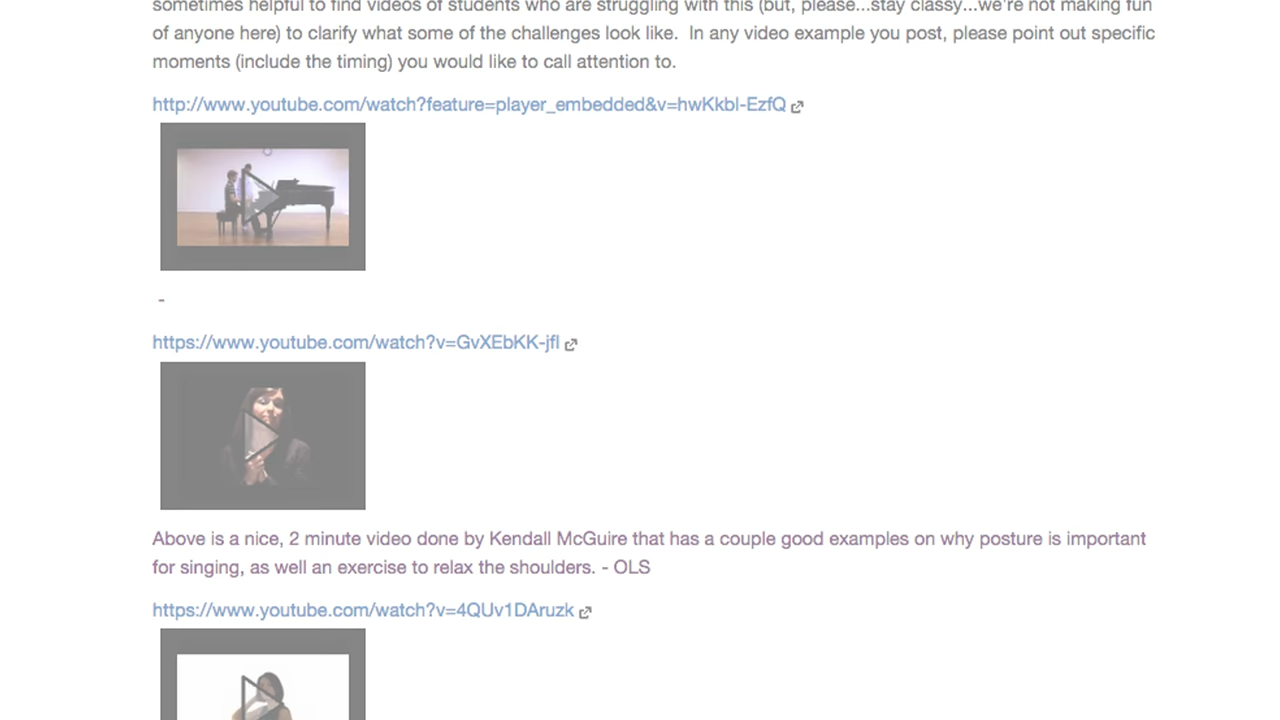 sometimes helpful to find videos of students who are struggling with this (but, please...stay classy...we're not making fun
of anyone here) to clarify what some of the challenges look like.  In any video example you post, please point out specific
moments (include the timing) you would like to call attention to.
http://www.youtube.com/watch?feature=player_embedded&v=hwKkbl-EzfQ
-
https://www.youtube.com/watch?v=GvXEbKK-jfI
Above is a nice, 2 minute video done by Kendall McGuire that has a couple good examples on why posture is important
for singing, as well an exercise to relax the shoulders. - OLS
https://www.youtube.com/watch?v=4QUv1DAruzk